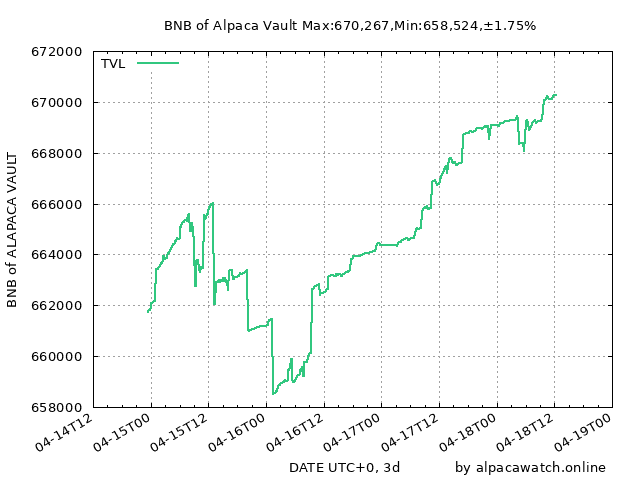 BNB of Alpaca Vault Max:670,267,Min:658,524,±1.75%
TVL
672000
670000
668000
666000
664000
662000
660000
658000
BNB of ALAPACA VAULT
04-14T12
04-15T00
04-15T12
04-16T00
04-16T12
04-17T00
04-17T12
04-18T00
04-18T12
04-19T00
DATE UTC+0, 3d
by alpacawatch.online